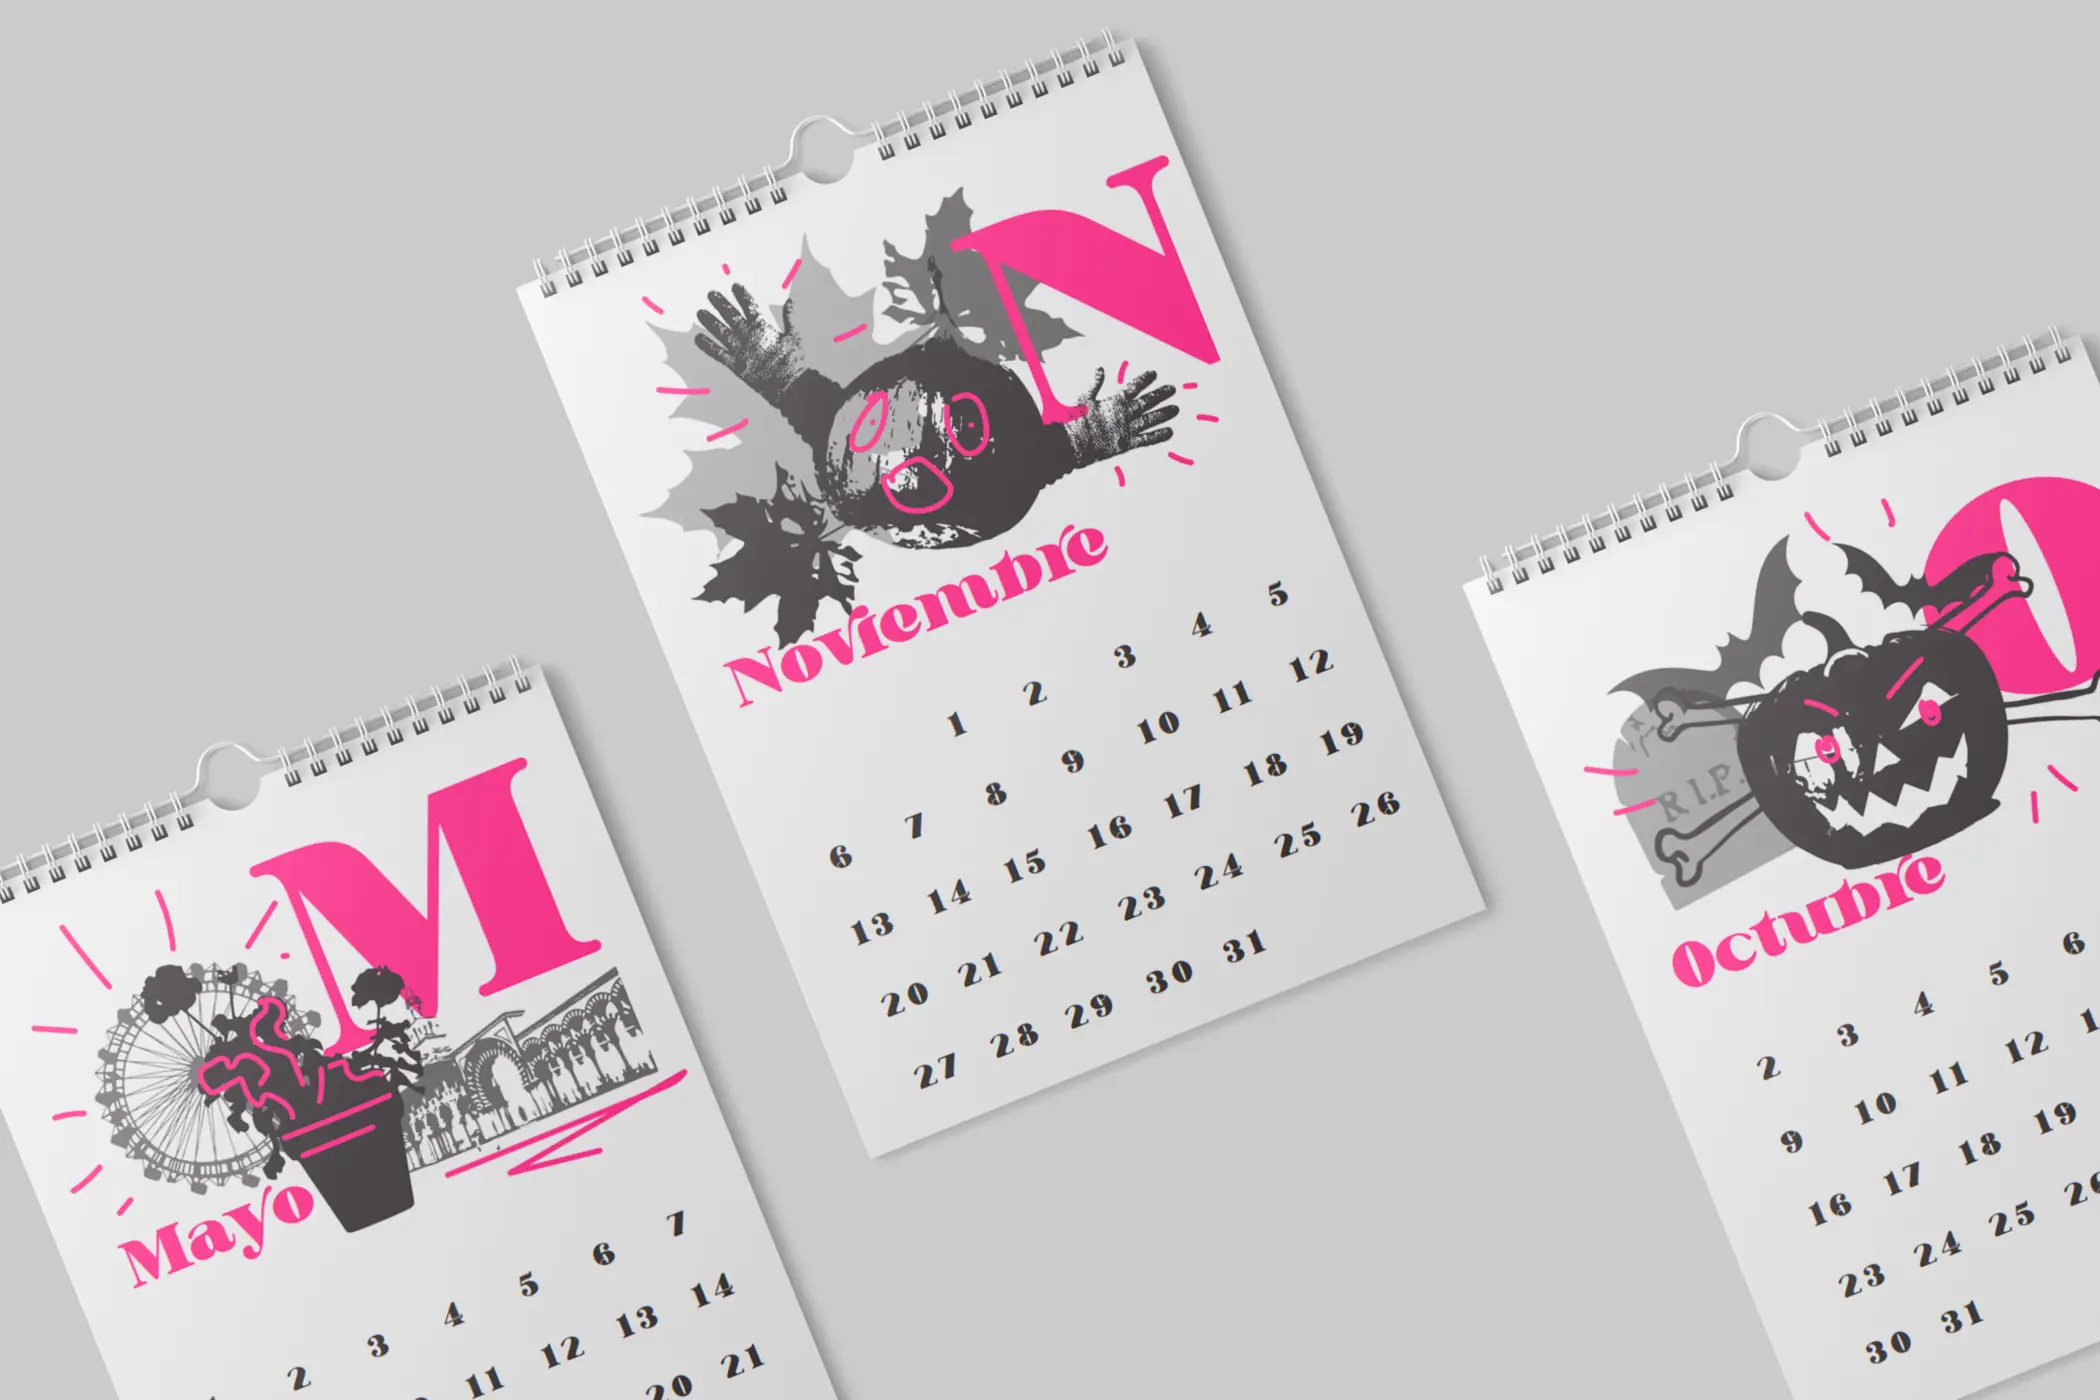 N
Noviembre
1 2 3 4 5
6 7 8 9 10 11 12
13 14 15 16 17 18 19
20 21 22 23 24 25 26
27 28 29 30 31
M
Mayo
2 3 4 5 6 7
11 12 13 14
20 21
O
R.I.P.
Octubre
2 3 4 5 6
9 10 11 12
16 17 18 19
23 24 25
30 31